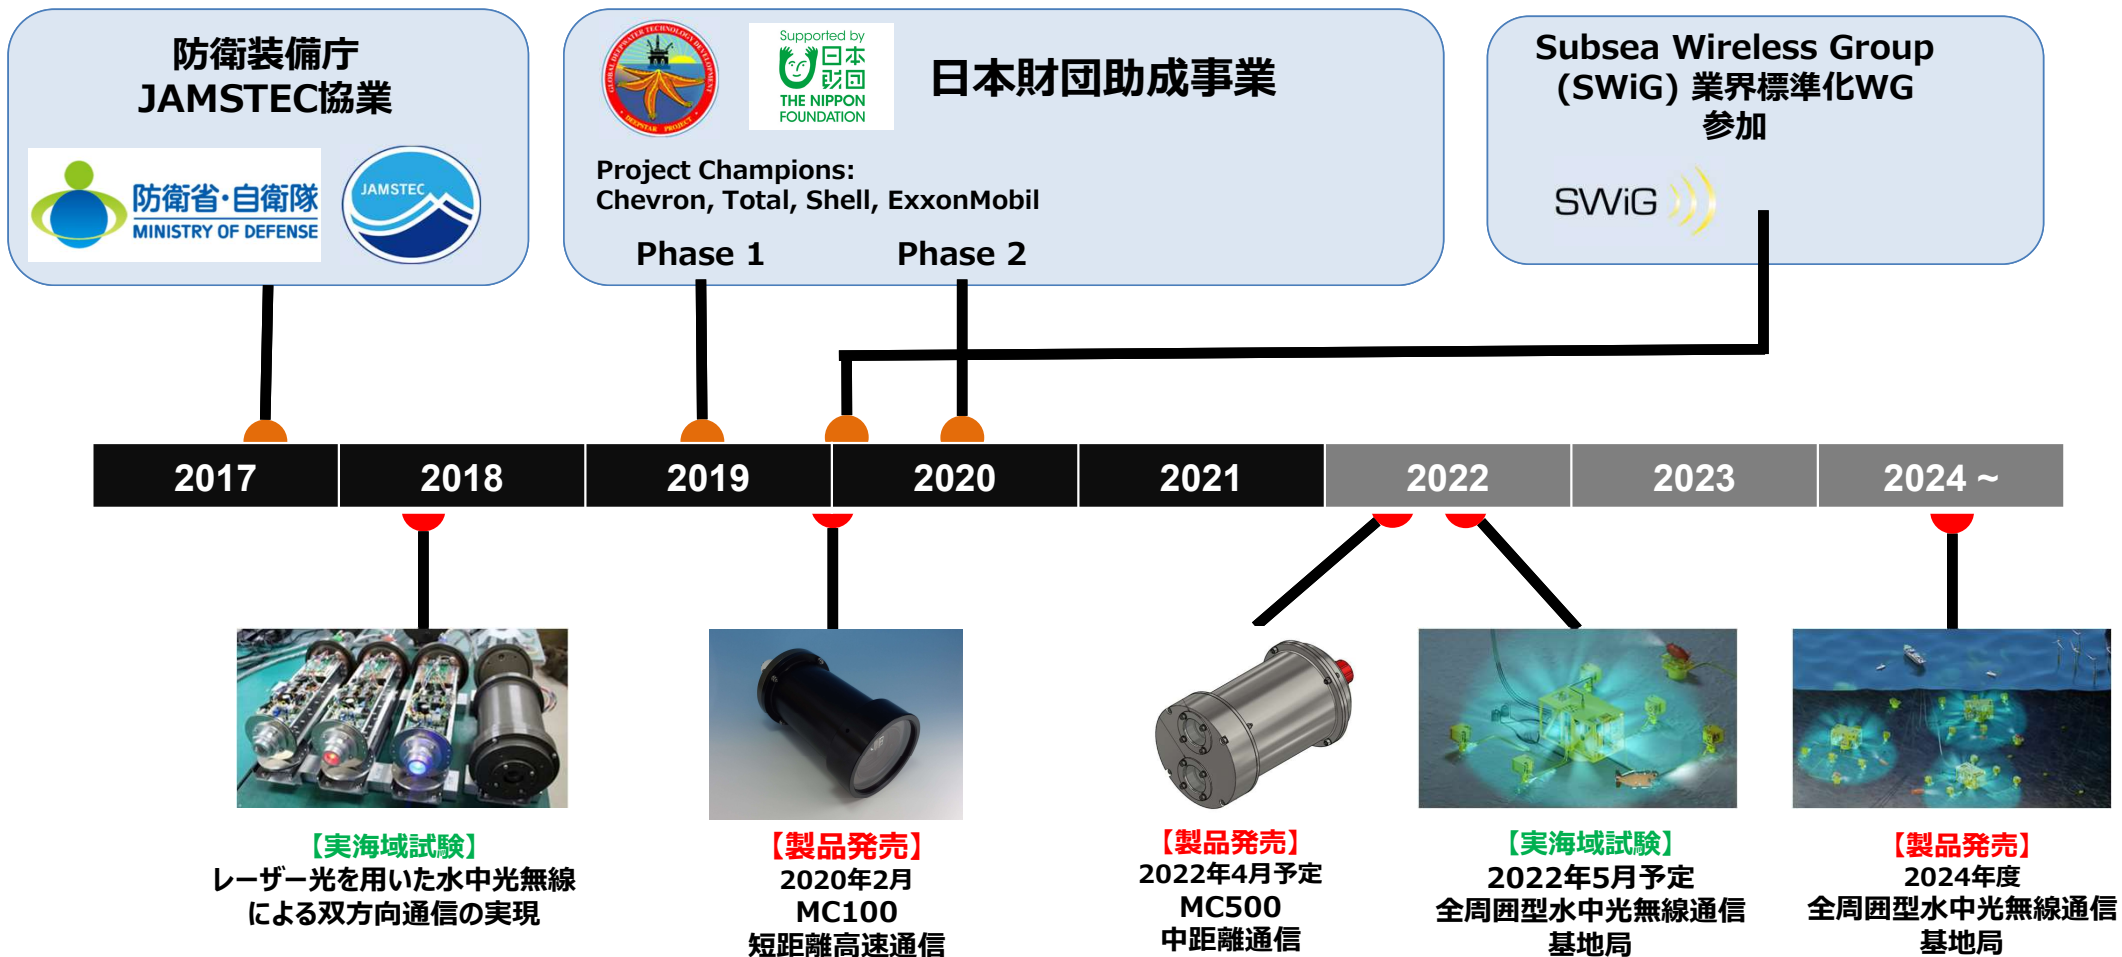 防衛装備庁
JAMSTEC協業
防衛省・自衛隊
MINISTRY OF DEFENSE
JAMSTEC
GLOBAL DEEPWATER TECHNOLOGY DEVELOPMENT
DEEPSTAR PROJECT
Supported by
日本
財団
THE NIPPON
FOUNDATION
日本財団助成事業
Project Champions:
Chevron, Total, Shell, ExxonMobil
Phase 1
Phase 2
Subsea Wireless Group
(SWiG) 業界標準化WG
参加
SWiG
2017
2018
2019
2020
2021
2022
2023
2024 ~
【実海域試験】
レーザー光を用いた水中光無線
による双方向通信の実現
【製品発売】
2020年2月
MC100
短距離高速通信
【製品発売】
2022年4月予定
MC500
中距離通信
【実海域試験】
2022年5月予定
全周囲型水中光無線通信
基地局
【製品発売】
2024年度
全周囲型水中光無線通信
基地局